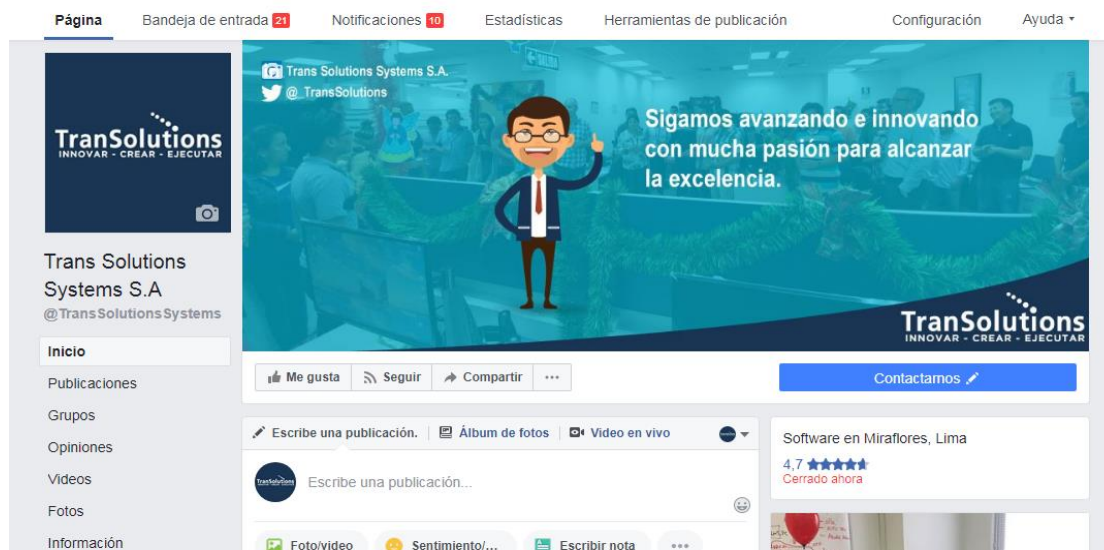 Página Bandeja de entrada 21 Notificaciones 10 Estadísticas Herramientas de publicación Configuración Ayuda
TranSolutions
INNOVAR - CREAR - EJECUTAR
Trans Solutions
Systems S.A
@TransSolutionsSystems
Inicio
Publicaciones
Grupos
Opiniones
Videos
Fotos
Información
Trans Solutions Systems S.A.
@_TransSolutions
SALIDA
Sigamos avanzando e innovando
con mucha pasión para alcanzar
la excelencia.
TranSolutions
INNOVAR - CREAR - EJECUTAR
Me gusta Seguir Compartir ...
Contactarnos
Escribe una publicación. Álbum de fotos Video en vivo
TranSolutions
Escribe una publicación...
Foto/video Sentimiento/... Escribir nota ...
Software en Miraflores, Lima
4,7
Cerrado ahora